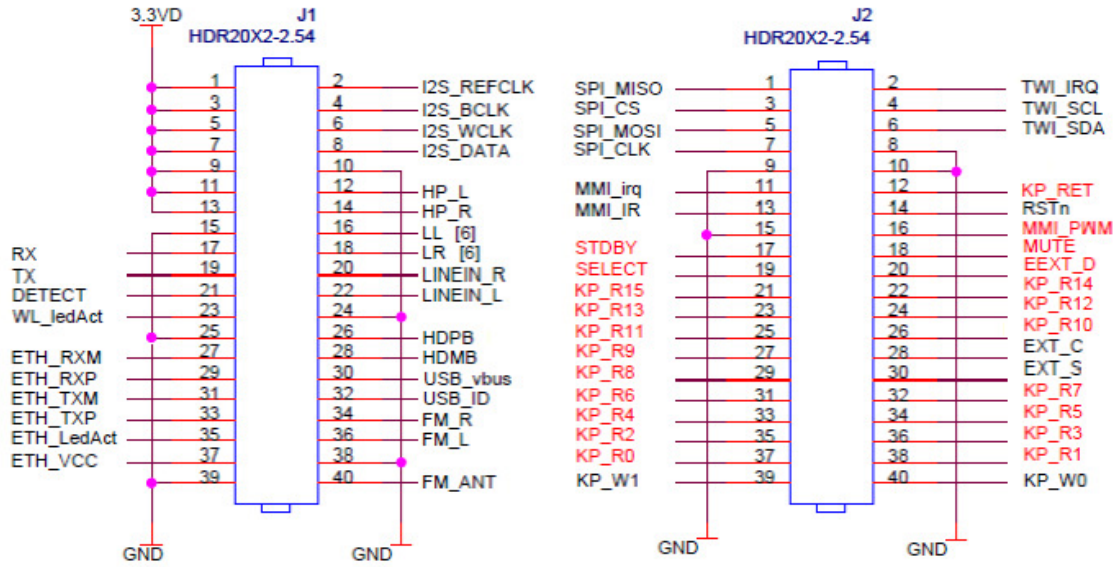 3.3VD
J1
HDR20X2-2.54
1 2 I2S_REFCLK
3 4 I2S_BCLK
5 6 I2S_WCLK
7 8 I2S_DATA
9 10
11 12 HP_L
13 14 HP_R
15 16 LL [6]
RX 17 18 LR [6]
TX 19 20 LINEIN_R
DETECT 21 22 LINEIN_L
WL_ledAct 23 24
25 26 HDPB
ETH_RXM 27 28 HDMB
ETH_RXP 29 30 USB_vbus
ETH_TXM 31 32 USB_ID
ETH_TXP 33 34 FM_R
ETH_LedAct 35 36 FM_L
ETH_VCC 37 38
39 40 FM_ANT
GND GND
J2
HDR20X2-2.54
SPI_MISO 1 2 TWI_IRQ
SPI_CS 3 4 TWI_SCL
SPI_MOSI 5 6 TWI_SDA
SPI_CLK 7 8
9 10
MMI_irq 11 12 KP_RET
MMI_IR 13 14 RSTn
15 16 MMI_PWM
STDBY 17 18 MUTE
SELECT 19 20 EEXT_D
KP_R15 21 22 KP_R14
KP_R13 23 24 KP_R12
KP_R11 25 26 KP_R10
KP_R9 27 28 EXT_C
KP_R8 29 30 EXT_S
KP_R6 31 32 KP_R7
KP_R4 33 34 KP_R5
KP_R2 35 36 KP_R3
KP_R0 37 38 KP_R1
KP_W1 39 40 KP_W0
GND GND